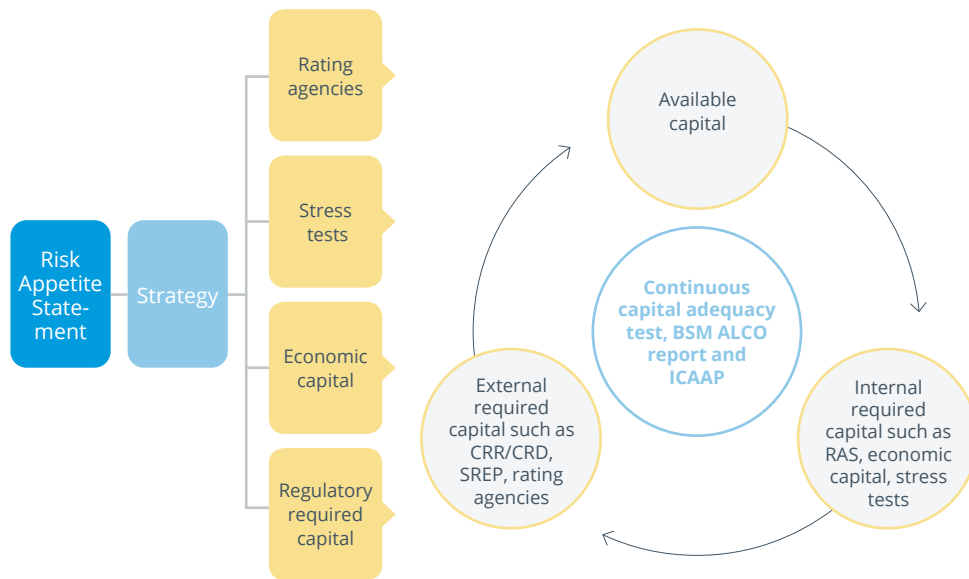 Risk
Appetite
State-
ment
Strategy
Rating
agencies
Stress
tests
Economic
capital
Regulatory
required
capital
Available
capital
Continuous
capital adequacy
test, BSM ALCO
report and
ICAAP
External
required
capital such as
CRR/CRD,
SREP, rating
agencies
Internal
required
capital such as
RAS, economic
capital, stress
tests